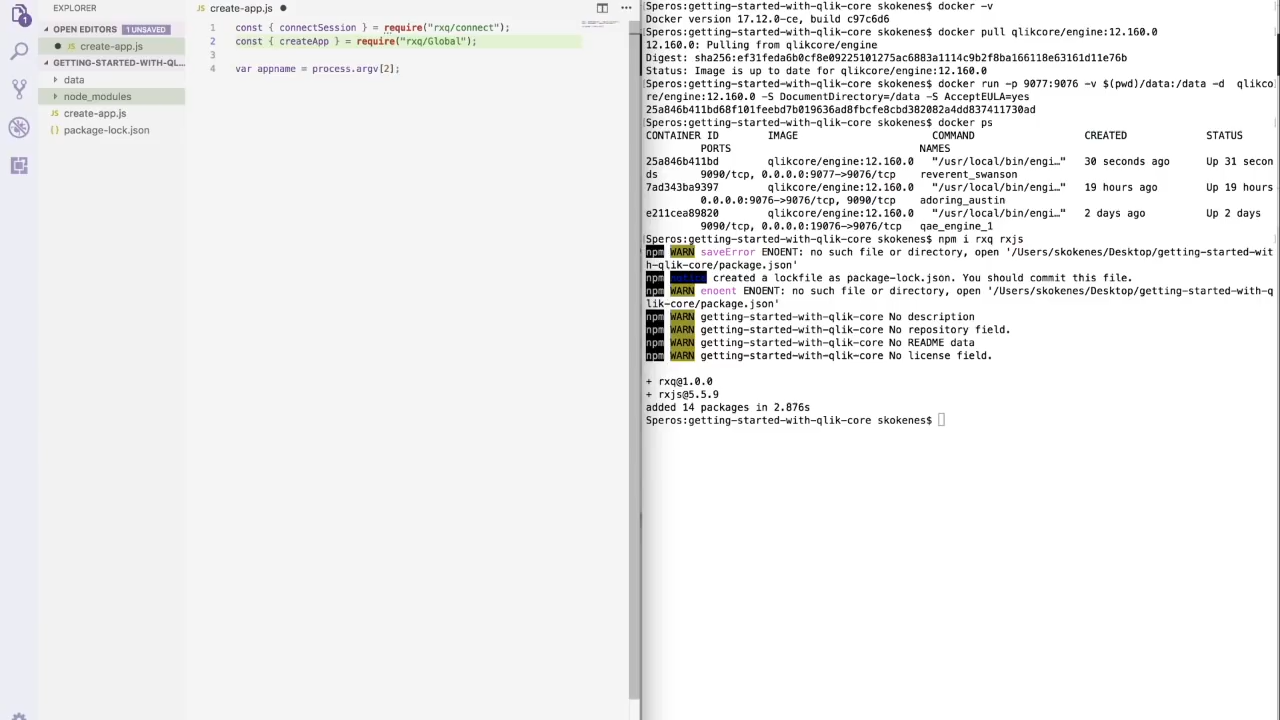 EXPLORER
OPEN EDITORS 1 UNSAVED
create-app.js
GETTING-STARTED-WITH-QL...
data
node_modules
JS create-app.js
{} package-lock.json
1
JS create-app.js
1 const { connectSession } = require("rxq/connect");
2 const { createApp } = require("rxq/Global");
3
4 var appname = process.argv[2];
Speros:getting-started-with-qlik-core skokenes$ docker -v
Docker version 17.12.0-ce, build c97c6d6
Speros:getting-started-with-qlik-core skokenes$ docker pull qlikcore/engine:12.160.0
12.160.0: Pulling from qlikcore/engine
Digest: sha256:ef31feda6b0cf8e09225101275ac6883a1114c9b2f8ba166118e63161d11e76b
Status: Image is up to date for qlikcore/engine:12.160.0
Speros:getting-started-with-qlik-core skokenes$ docker run -p 9077:9076 -v $(pwd)/data:/data -d  qlikco
re/engine:12.160.0 -S DocumentDirectory=/data -S AcceptEULA=yes
25a846b411bd68f101feebd7b019636ad8fbcfe8cbd382082a4dd837411730ad
Speros:getting-started-with-qlik-core skokenes$ docker ps
CONTAINER ID IMAGE COMMAND CREATED STATUS
PORTS NAMES
25a846b411bd qlikcore/engine:12.160.0 "/usr/local/bin/engi…" 30 seconds ago Up 31 secon
ds 9090/tcp, 0.0.0.0:9077->9076/tcp reverent_swanson
7ad343ba9397 qlikcore/engine:12.160.0 "/usr/local/bin/engi…" 19 hours ago Up 19 hours
0.0.0.0:9076->9076/tcp, 9090/tcp adoring_austin
e211cea89820 qlikcore/engine:12.160.0 "/usr/local/bin/engi…" 2 days ago Up 2 days
9090/tcp, 0.0.0.0:19076->9076/tcp qae_engine_1
Speros:getting-started-with-qlik-core skokenes$ npm i rxq rxjs
npm WARN saveError ENOENT: no such file or directory, open '/Users/skokenes/Desktop/getting-started-wit
h-qlik-core/package.json'
npm notice created a lockfile as package-lock.json. You should commit this file.
npm WARN enoent ENOENT: no such file or directory, open '/Users/skokenes/Desktop/getting-started-with-q
lik-core/package.json'
npm WARN getting-started-with-qlik-core No description
npm WARN getting-started-with-qlik-core No repository field.
npm WARN getting-started-with-qlik-core No README data
npm WARN getting-started-with-qlik-core No license field.
+ rxq@1.0.0
+ rxjs@5.5.9
added 14 packages in 2.876s
Speros:getting-started-with-qlik-core skokenes$